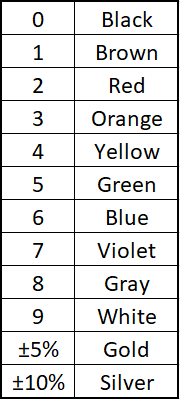 0 Black
1 Brown
2 Red
3 Orange
4 Yellow
5 Green
6 Blue
7 Violet
8 Gray
9 White
±5% Gold
±10% Silver